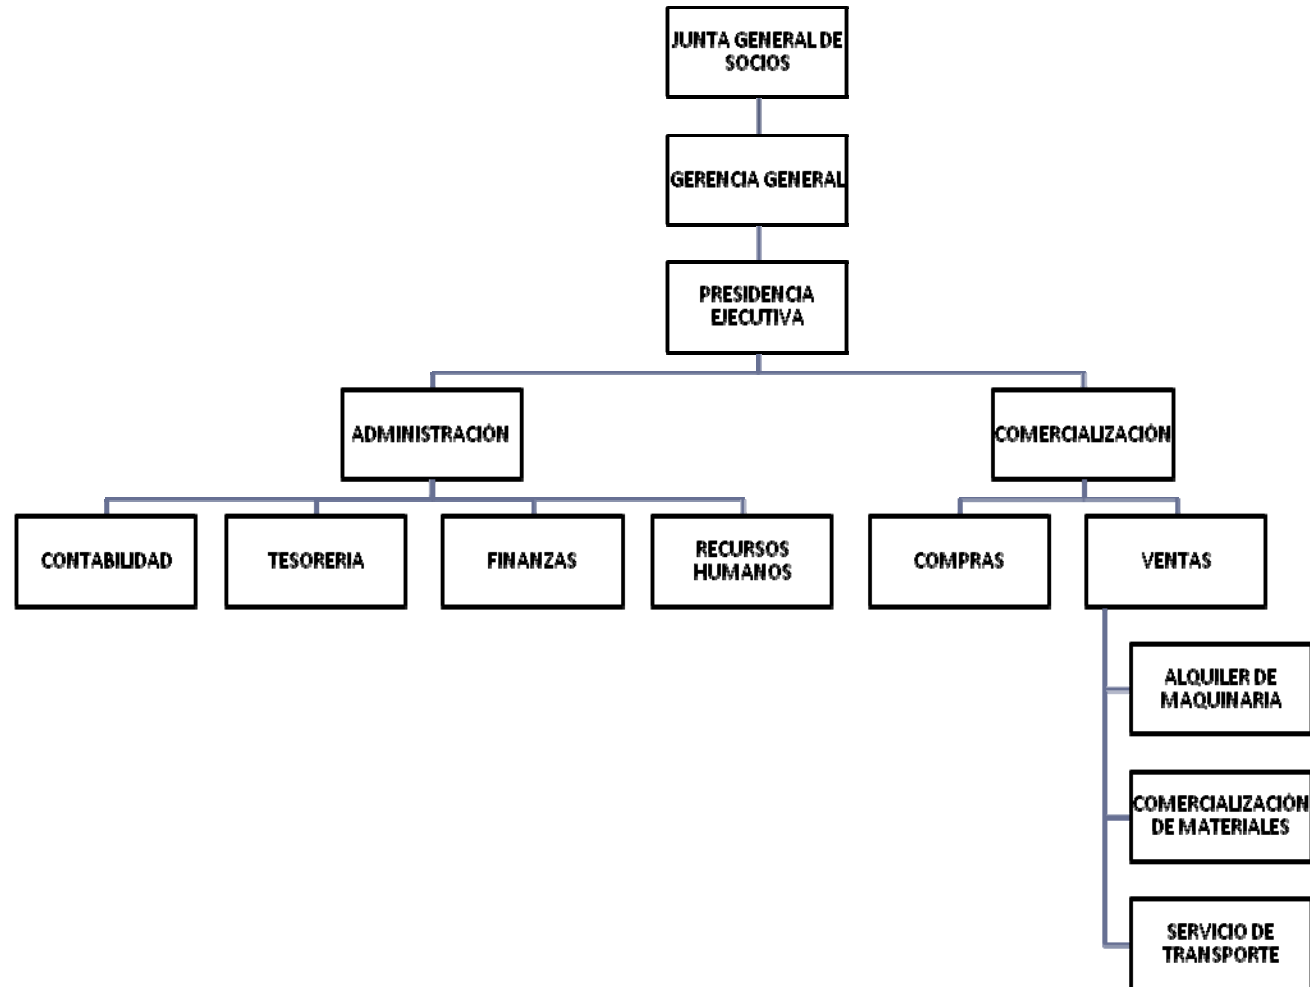 JUNTA GENERAL DE
SOCIOS
GERENCIA GENERAL
PRESIDENCIA
EJECUTIVA
ADMINISTRACIÓN
COMERCIALIZACIÓN
CONTABILIDAD
TESORERIA
FINANZAS
RECURSOS
HUMANOS
COMPRAS
VENTAS
ALQUILER DE
MAQUINARIA
COMERCIALIZACIÓN
DE MATERIALES
SERVICIO DE
TRANSPORTE